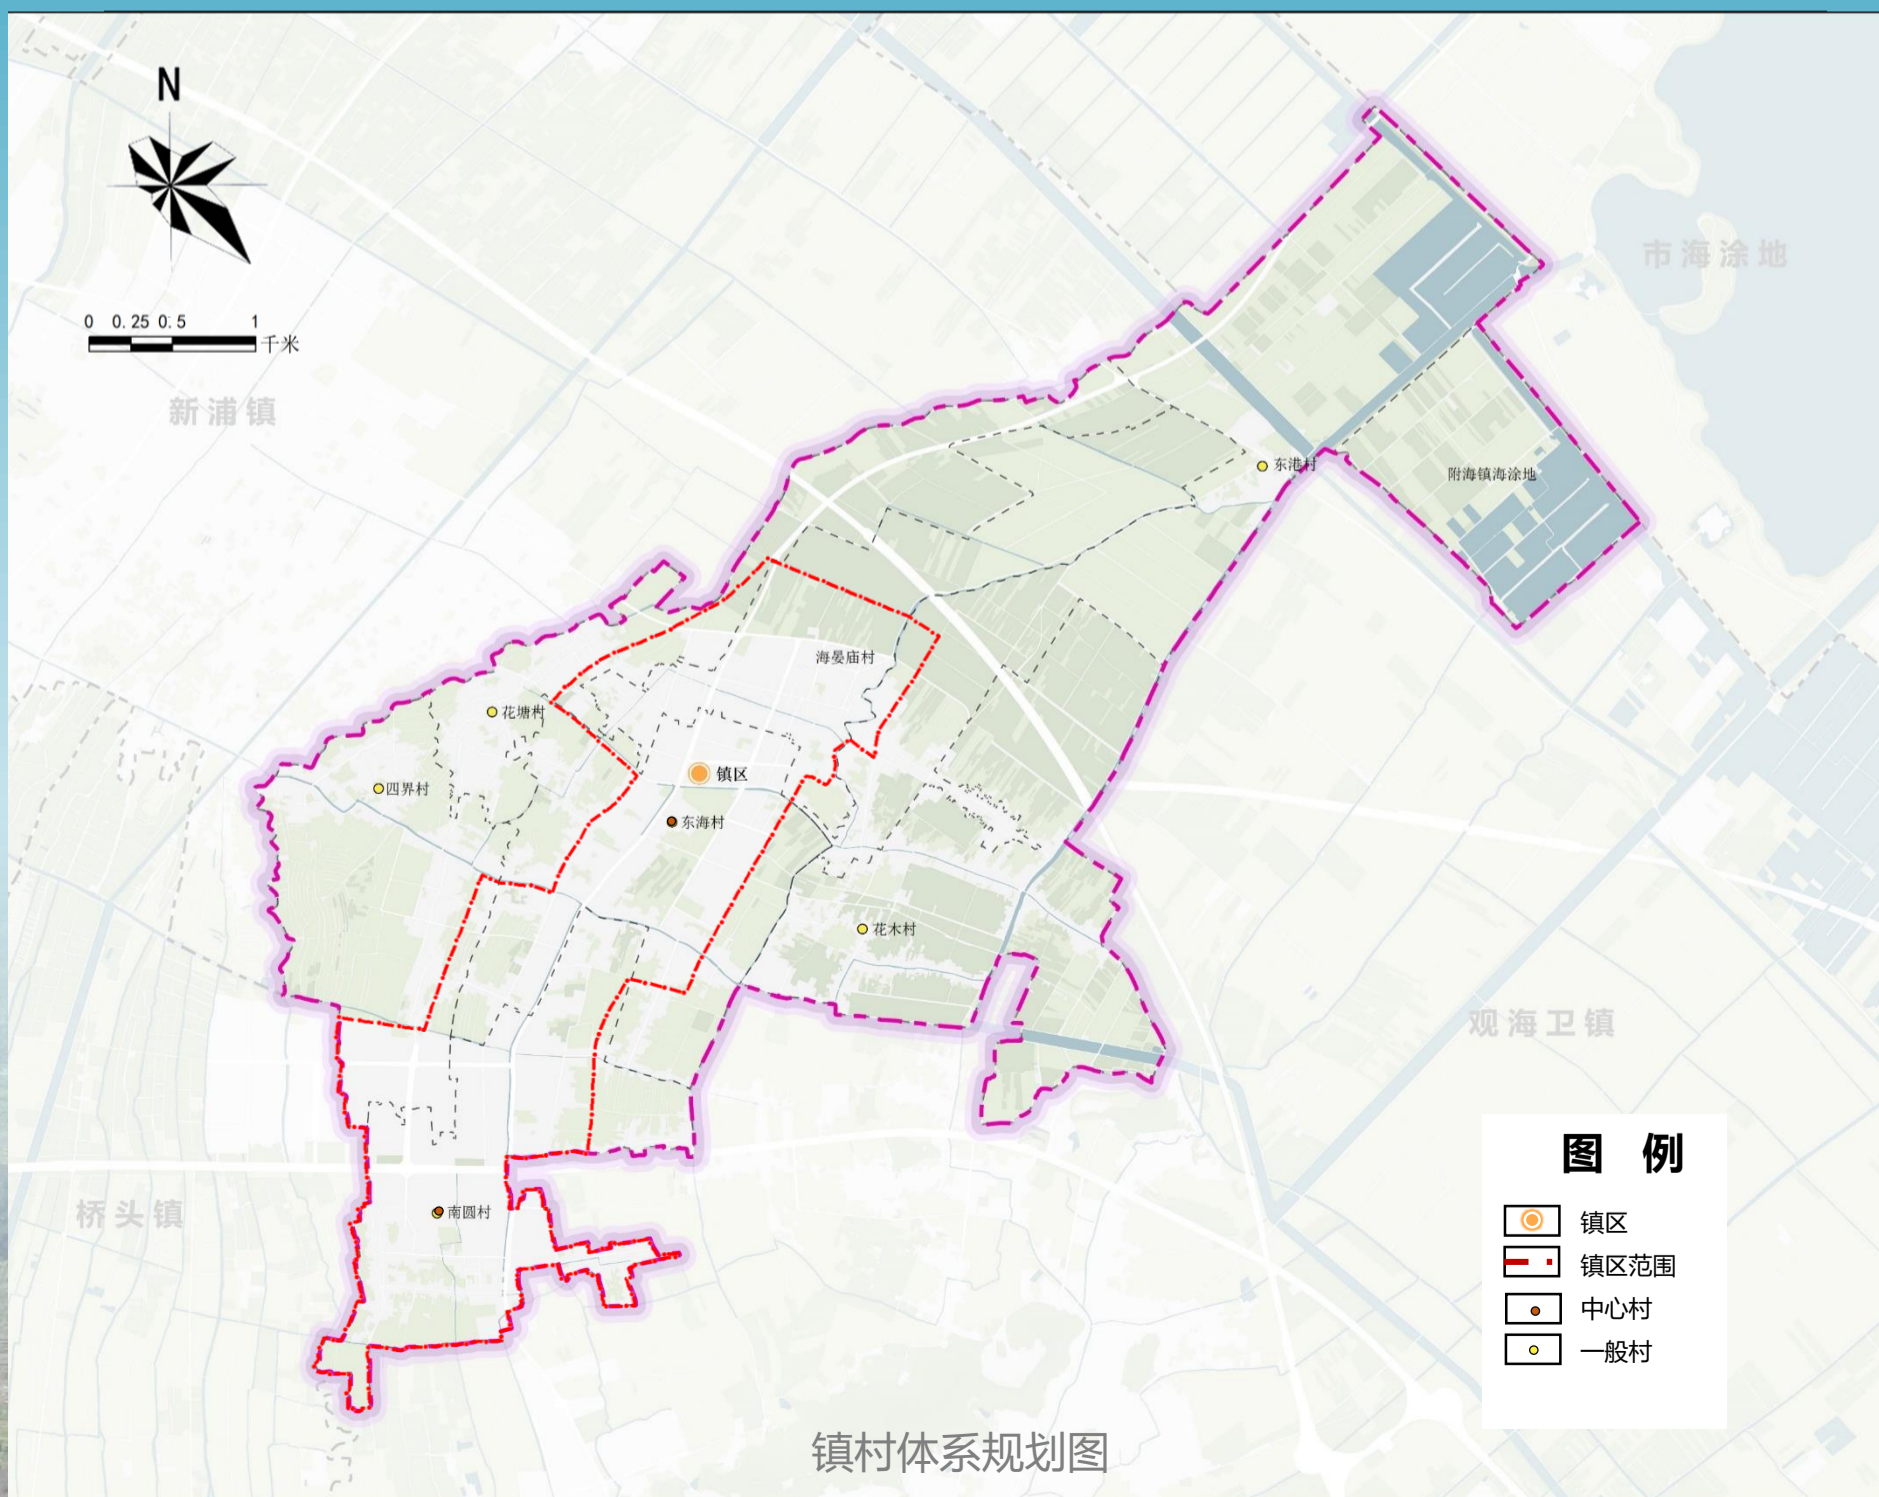 N
0 0.25 0.5 1
千米
市海涂地
新浦镇
东港村
附海镇海涂地
海晏庙村
花塘村
镇区
四界村
东海村
花木村
观海卫镇
桥头镇
南圆村
图 例
镇区
镇区范围
中心村
一般村
镇村体系规划图